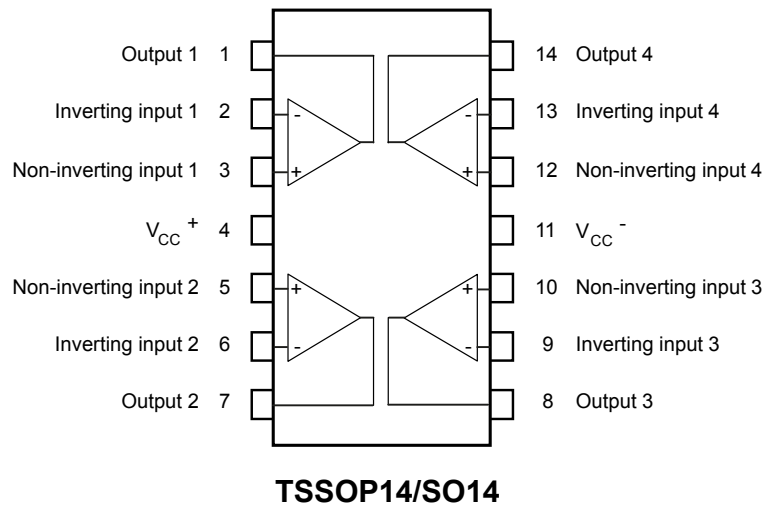 Output 1 1 14 Output 4
Inverting input 1 2 - - 13 Inverting input 4
Non-inverting input 1 3 + + 12 Non-inverting input 4
VCC + 4 11 VCC -
Non-inverting input 2 5 + + 10 Non-inverting input 3
Inverting input 2 6 - - 9 Inverting input 3
Output 2 7 8 Output 3
TSSOP14/SO14